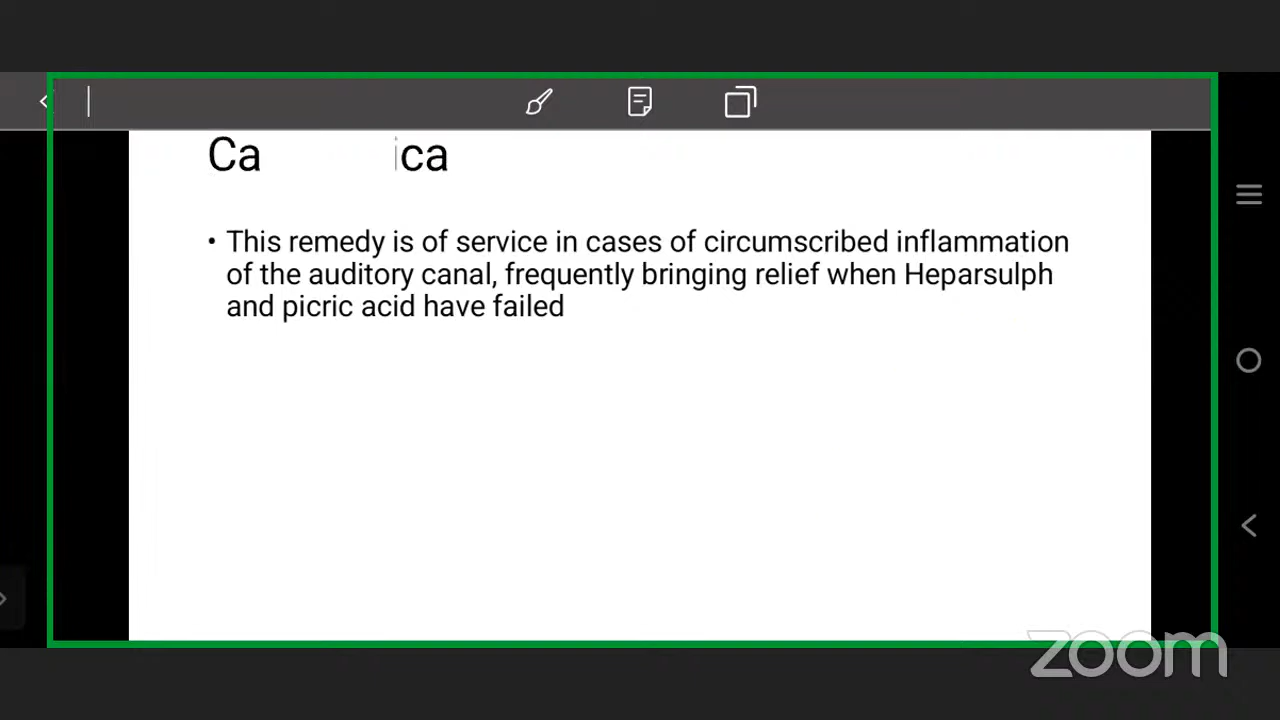 Ca ica
• This remedy is of service in cases of circumscribed inflammation
of the auditory canal, frequently bringing relief when Heparsulph
and picric acid have failed
zoom